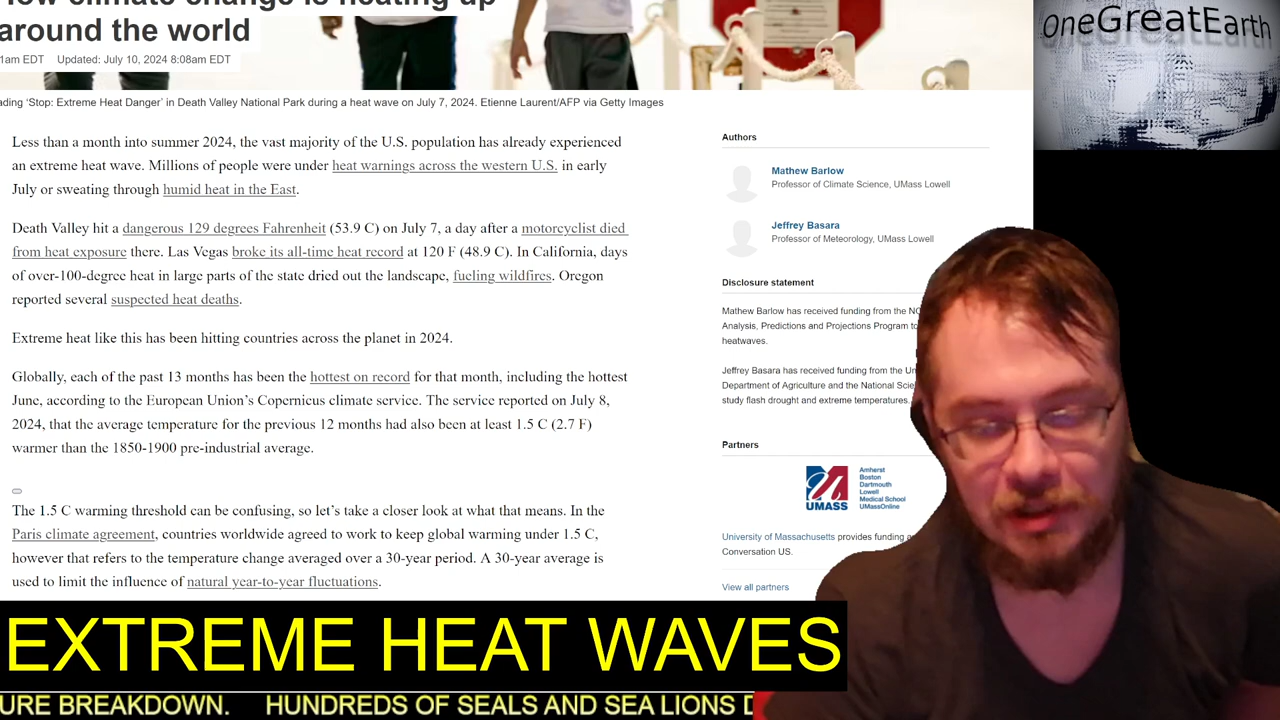 How climate change is heating up
around the world
1am EDT Updated: July 10, 2024 8:08am EDT
OneGreatEarth
ading ‘Stop: Extreme Heat Danger’ in Death Valley National Park during a heat wave on July 7, 2024. Etienne Laurent/AFP via Getty Images
Less than a month into summer 2024, the vast majority of the U.S. population has already experienced
an extreme heat wave. Millions of people were under heat warnings across the western U.S. in early
July or sweating through humid heat in the East.
Death Valley hit a dangerous 129 degrees Fahrenheit (53.9 C) on July 7, a day after a motorcyclist died
from heat exposure there. Las Vegas broke its all-time heat record at 120 F (48.9 C). In California, days
of over-100-degree heat in large parts of the state dried out the landscape, fueling wildfires. Oregon
reported several suspected heat deaths.
Extreme heat like this has been hitting countries across the planet in 2024.
Globally, each of the past 13 months has been the hottest on record for that month, including the hottest
June, according to the European Union’s Copernicus climate service. The service reported on July 8,
2024, that the average temperature for the previous 12 months had also been at least 1.5 C (2.7 F)
warmer than the 1850-1900 pre-industrial average.
The 1.5 C warming threshold can be confusing, so let’s take a closer look at what that means. In the
Paris climate agreement, countries worldwide agreed to work to keep global warming under 1.5 C,
however that refers to the temperature change averaged over a 30-year period. A 30-year average is
used to limit the influence of natural year-to-year fluctuations.
Authors
Mathew Barlow
Professor of Climate Science, UMass Lowell
Jeffrey Basara
Professor of Meteorology, UMass Lowell
Disclosure statement
Mathew Barlow has received funding from the
Analysis, Predictions and Projections Program to
heatwaves.
Jeffrey Basara has received funding from the
Department of Agriculture and the National
study flash drought and extreme temperatures.
Partners
UMASS
Amherst
Boston
Dartmouth
Lowell
Medical School
UMassOnline
University of Massachusetts provides funding
Conversation US.
View all partners
EXTREME HEAT WAVES
URE BREAKDOWN. HUNDREDS OF SEALS AND SEA LIONS